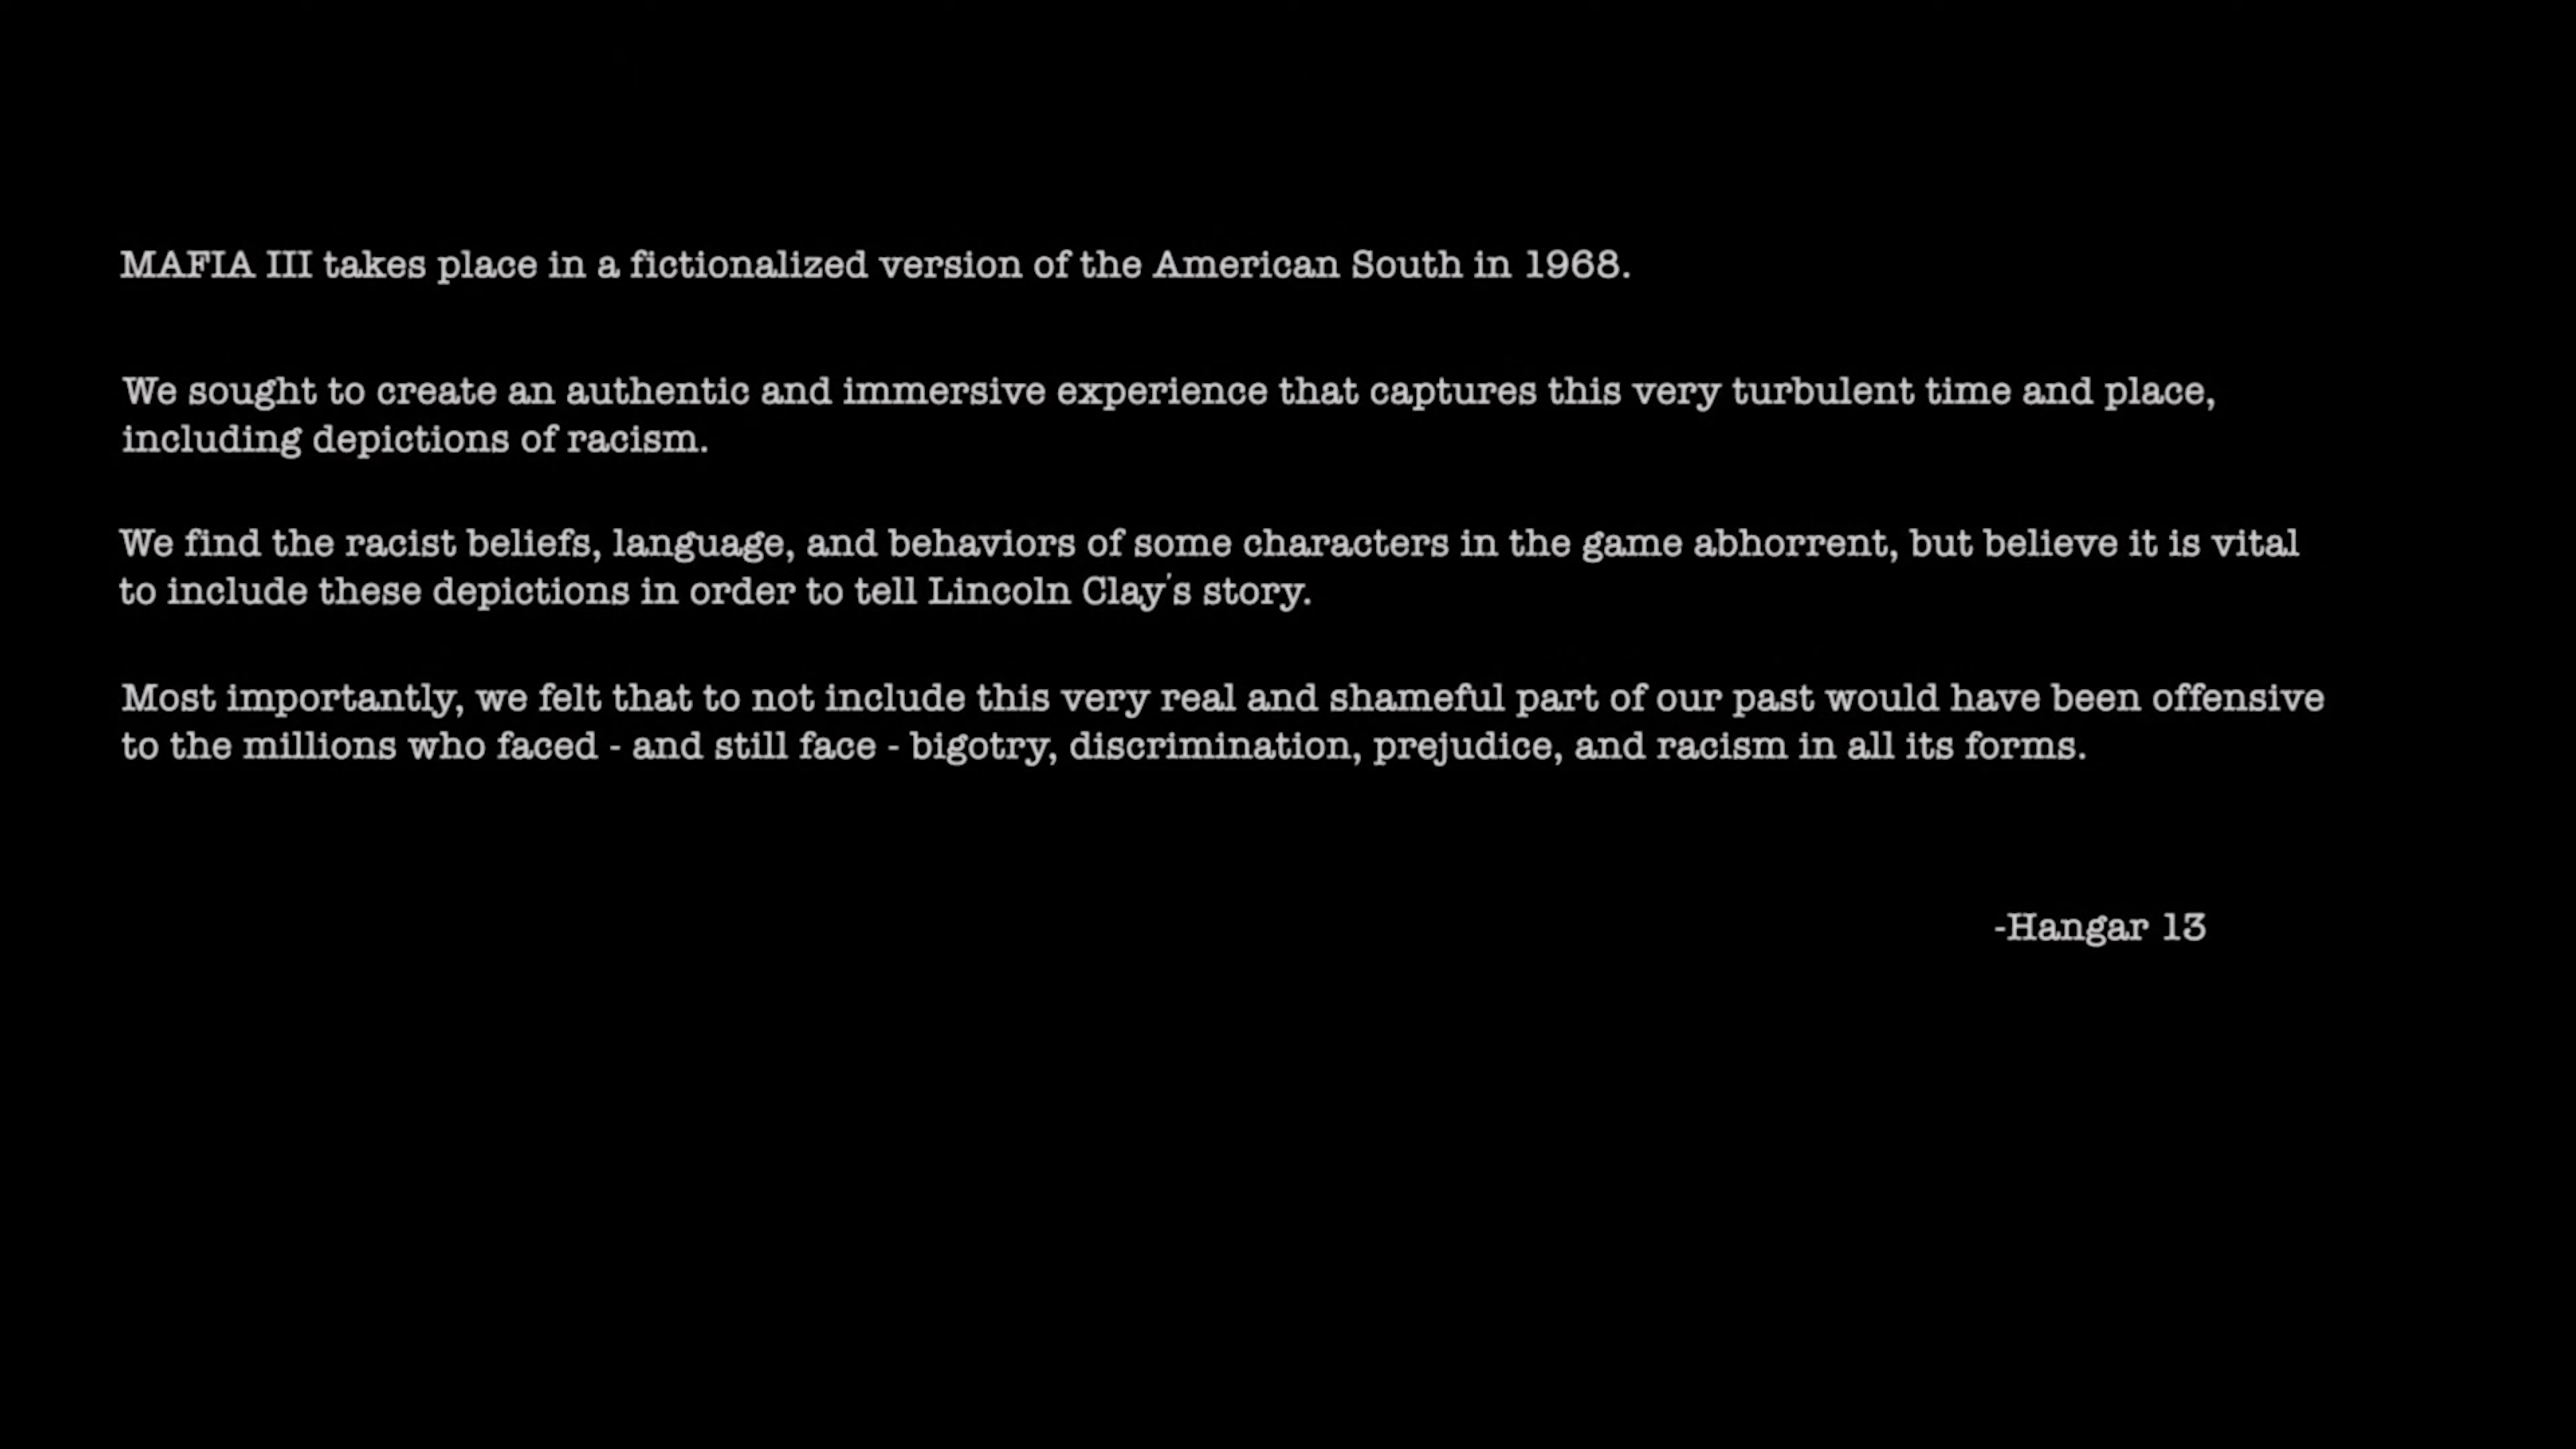 MAFIA III takes place in a fictionalized version of the American South in 1968.
We sought to create an authentic and immersive experience that captures this very turbulent time and place,
including depictions of racism.
We find the racist beliefs, language, and behaviors of some characters in the game abhorrent, but believe it is vital
to include these depictions in order to tell Lincoln Clay's story.
Most importantly, we felt that to not include this very real and shameful part of our past would have been offensive
to the millions who faced - and still face - bigotry, discrimination, prejudice, and racism in all its forms.
-Hangar 13